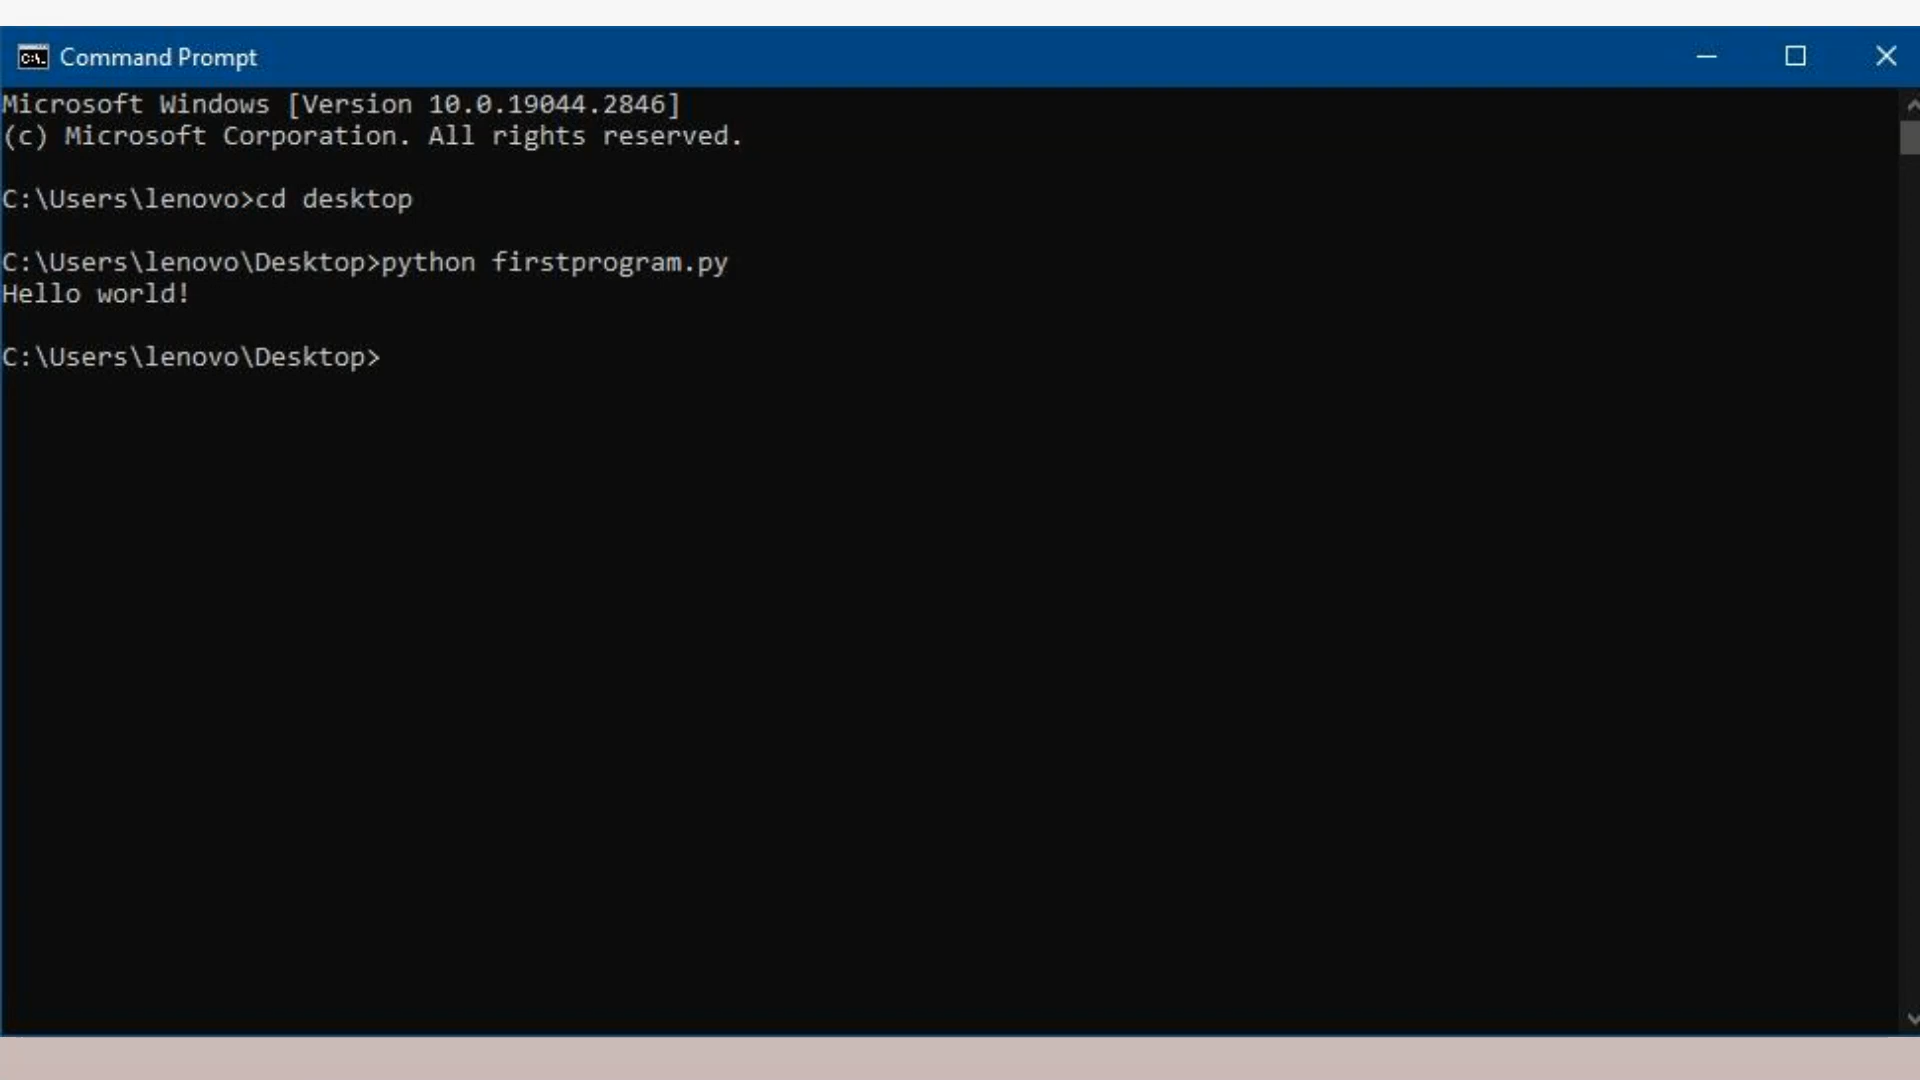 Command Prompt
Microsoft Windows [Version 10.0.19044.2846]
(c) Microsoft Corporation. All rights reserved.
C:\Users\lenovo>cd desktop
C:\Users\lenovo\Desktop>python firstprogram.py
Hello world!
C:\Users\lenovo\Desktop>